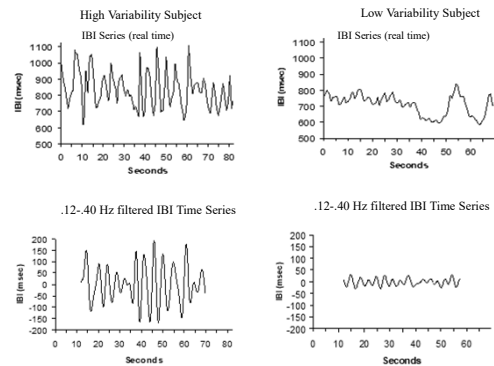 High Variability Subject
IBI Series (real time)
1100
1000
900
800
700
600
500
IBI (msec)
0 10 20 30 40 50 60 70 80
Seconds
Low Variability Subject
IBI Series (real time)
1100
1000
900
800
700
600
500
IBI (msec)
0 10 20 30 40 50 60
Seconds
.12-.40 Hz filtered IBI Time Series
200
150
100
50
0
-50
-100
-150
-200
IBI (msec)
0 10 20 30 40 50 60 70 80
Seconds
.12-.40 Hz filtered IBI Time Series
200
150
100
50
0
-50
-100
-150
-200
IBI (msec)
0 10 20 30 40 50 60
Seconds